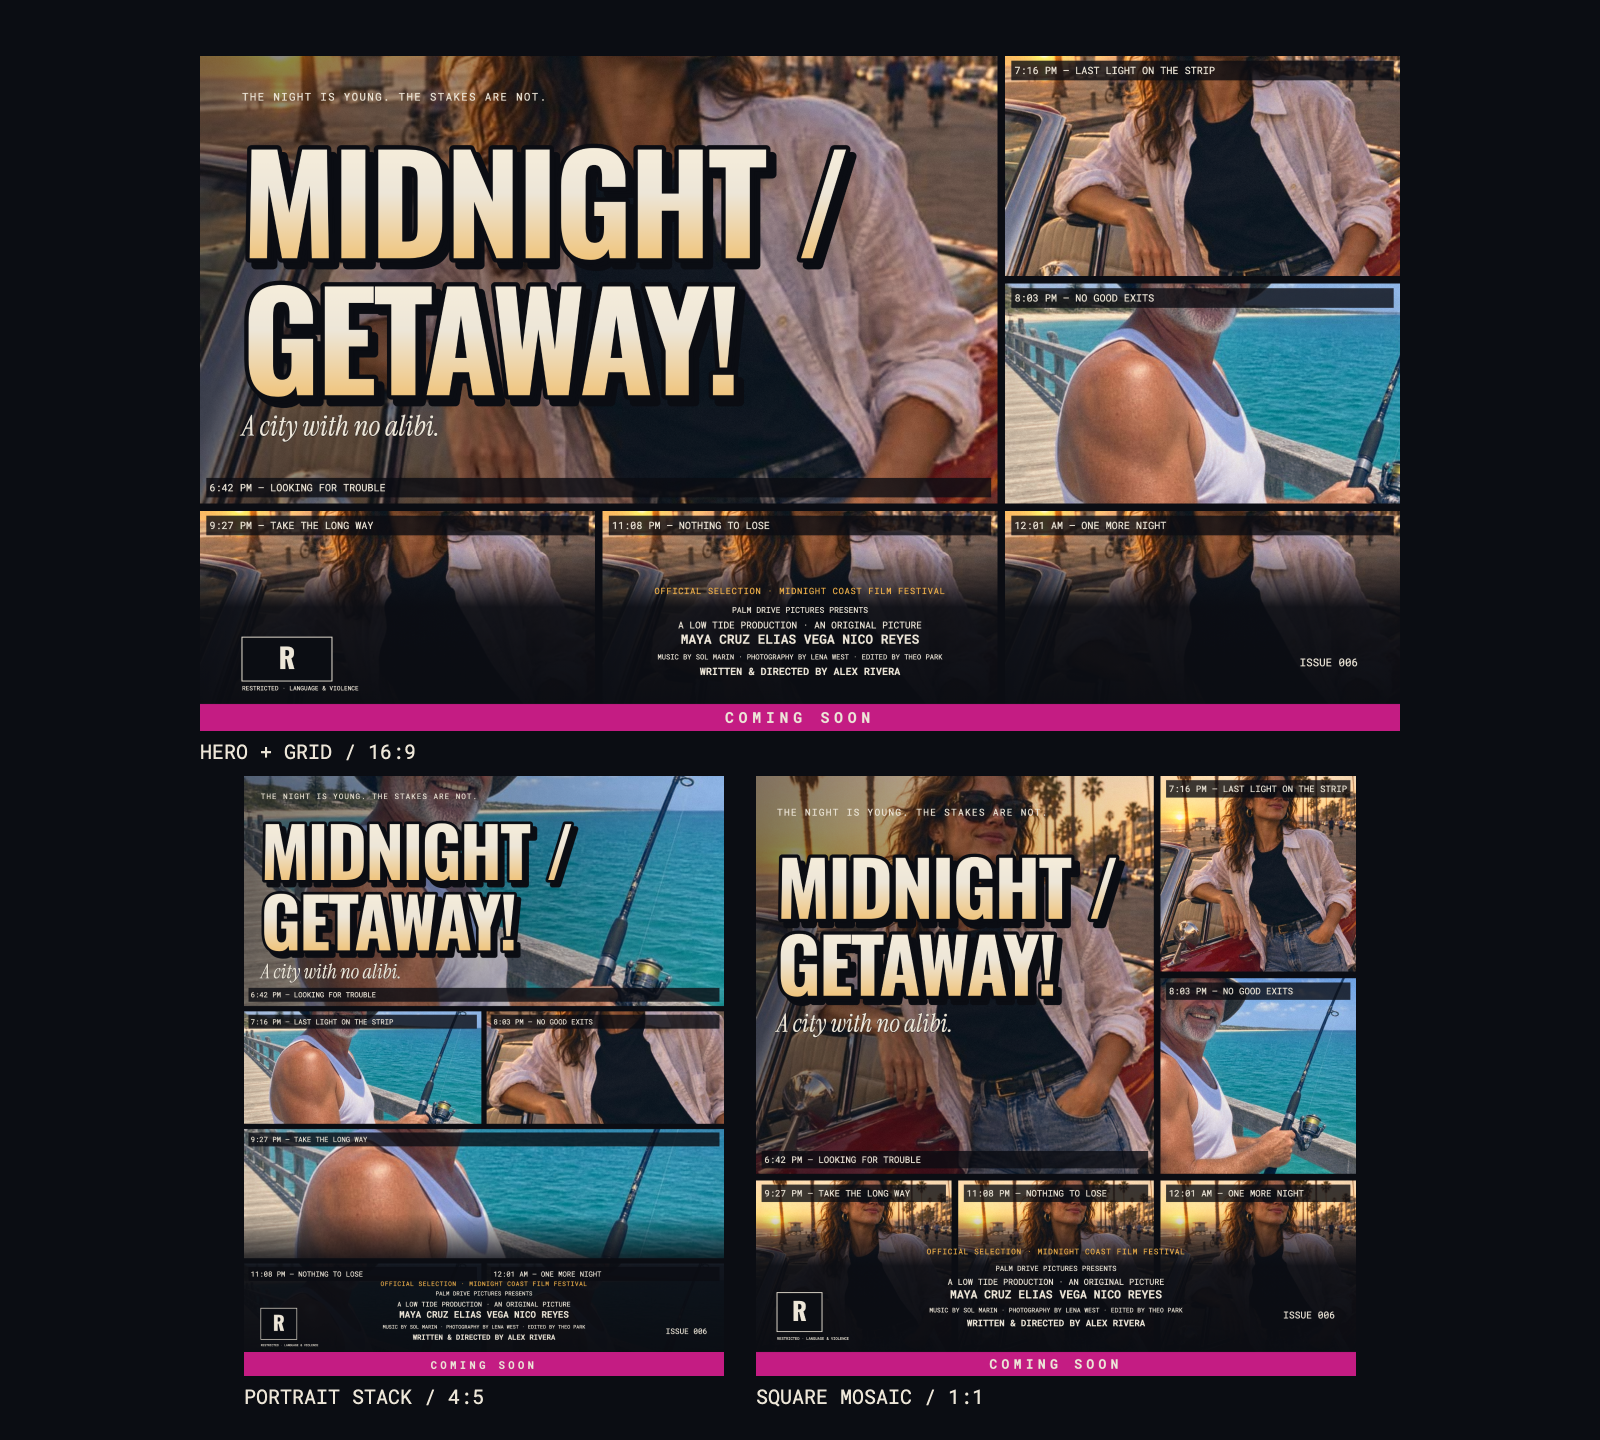 THE NIGHT IS YOUNG. THE STAKES ARE NOT.
MIDNIGHT /
GETAWAY!
A city with no alibi.
6:42 PM — LOOKING FOR TROUBLE
7:16 PM — LAST LIGHT ON THE STRIP
8:03 PM — NO GOOD EXITS
9:27 PM — TAKE THE LONG WAY
11:08 PM — NOTHING TO LOSE
12:01 AM — ONE MORE NIGHT
OFFICIAL SELECTION · MIDNIGHT COAST FILM FESTIVAL
PALM DRIVE PICTURES PRESENTS
A LOW TIDE PRODUCTION · AN ORIGINAL PICTURE
MAYA CRUZ ELIAS VEGA NICO REYES
MUSIC BY SOL MARIN · PHOTOGRAPHY BY LENA WEST · EDITED BY THEO PARK
WRITTEN & DIRECTED BY ALEX RIVERA
R
RESTRICTED · LANGUAGE & VIOLENCE
ISSUE 006
COMING SOON
HERO + GRID / 16:9
THE NIGHT IS YOUNG. THE STAKES ARE NOT.
MIDNIGHT /
GETAWAY!
A city with no alibi.
6:42 PM — LOOKING FOR TROUBLE
7:16 PM — LAST LIGHT ON THE STRIP
8:03 PM — NO GOOD EXITS
9:27 PM — TAKE THE LONG WAY
11:08 PM — NOTHING TO LOSE
12:01 AM — ONE MORE NIGHT
OFFICIAL SELECTION · MIDNIGHT COAST FILM FESTIVAL
PALM DRIVE PICTURES PRESENTS
A LOW TIDE PRODUCTION · AN ORIGINAL PICTURE
MAYA CRUZ ELIAS VEGA NICO REYES
MUSIC BY SOL MARIN · PHOTOGRAPHY BY LENA WEST · EDITED BY THEO PARK
WRITTEN & DIRECTED BY ALEX RIVERA
R
RESTRICTED · LANGUAGE & VIOLENCE
ISSUE 006
COMING SOON
PORTRAIT STACK / 4:5
THE NIGHT IS YOUNG. THE STAKES ARE NOT.
MIDNIGHT /
GETAWAY!
A city with no alibi.
6:42 PM — LOOKING FOR TROUBLE
7:16 PM — LAST LIGHT ON THE STRIP
8:03 PM — NO GOOD EXITS
9:27 PM — TAKE THE LONG WAY
11:08 PM — NOTHING TO LOSE
12:01 AM — ONE MORE NIGHT
OFFICIAL SELECTION · MIDNIGHT COAST FILM FESTIVAL
PALM DRIVE PICTURES PRESENTS
A LOW TIDE PRODUCTION · AN ORIGINAL PICTURE
MAYA CRUZ ELIAS VEGA NICO REYES
MUSIC BY SOL MARIN · PHOTOGRAPHY BY LENA WEST · EDITED BY THEO PARK
WRITTEN & DIRECTED BY ALEX RIVERA
R
RESTRICTED · LANGUAGE & VIOLENCE
ISSUE 006
COMING SOON
SQUARE MOSAIC / 1:1